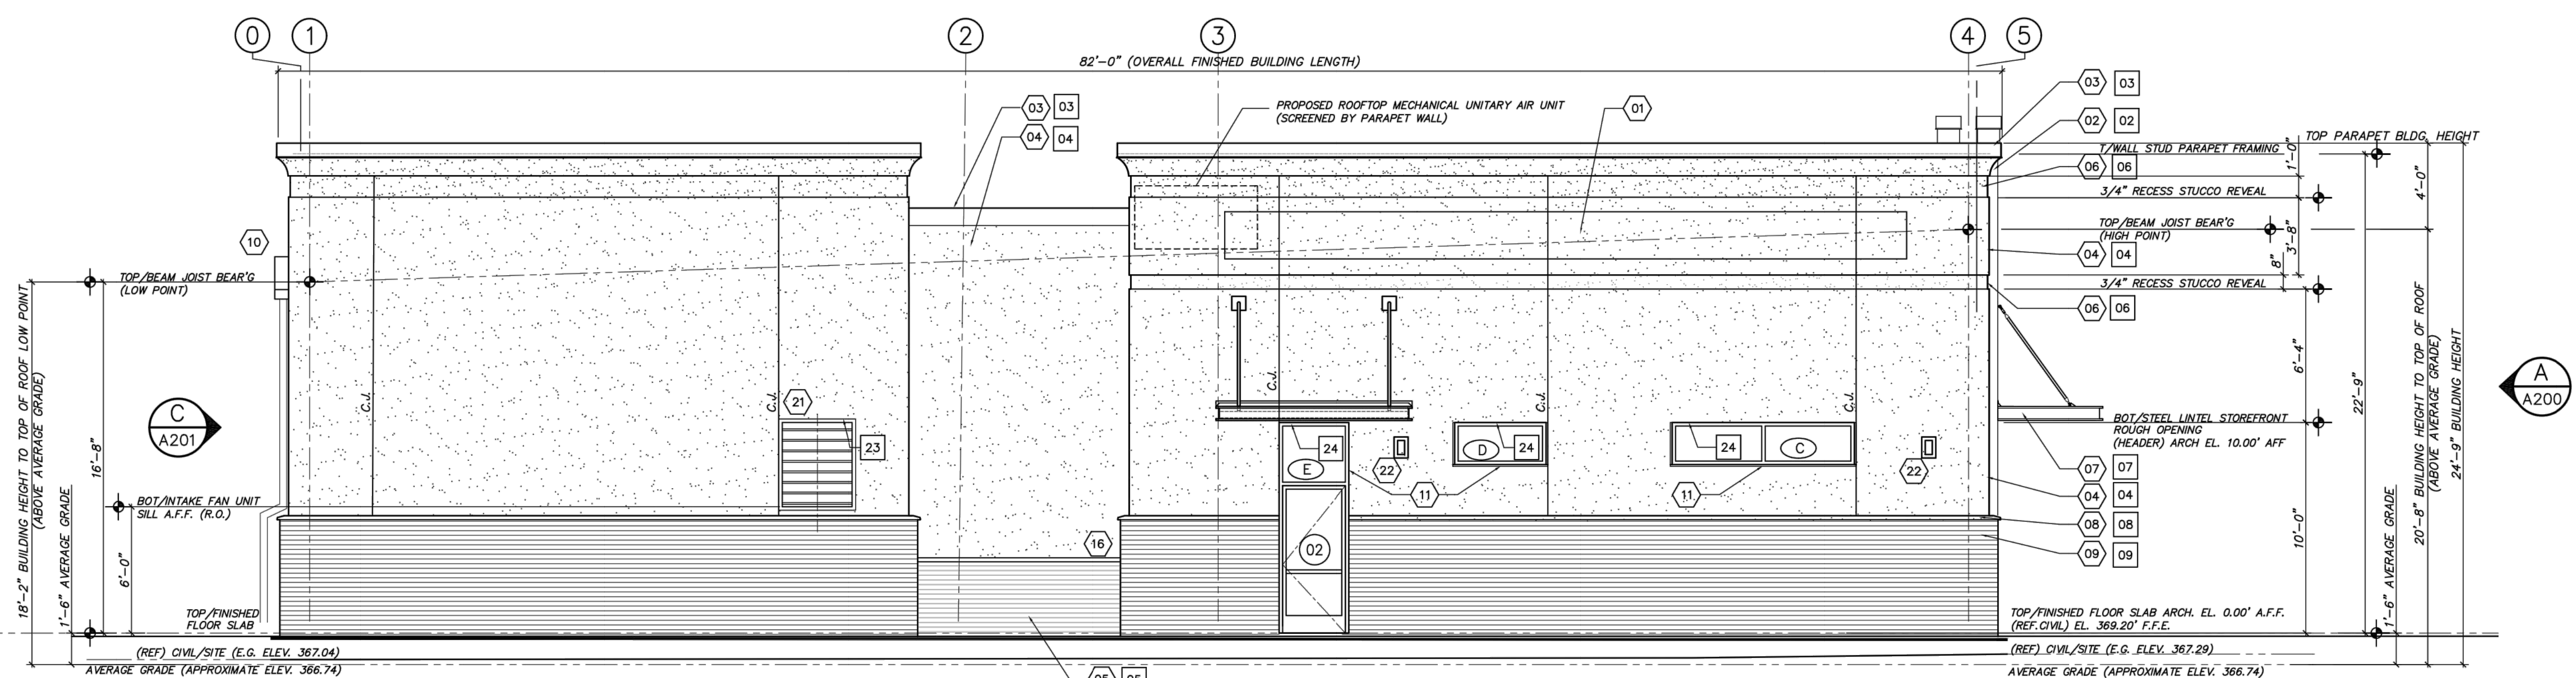 0
1
2
3
4
5
82'-0" (OVERALL FINISHED BUILDING LENGTH)
03 03
04 04
PROPOSED ROOFTOP MECHANICAL UNITARY AIR UNIT
(SCREENED BY PARAPET WALL)
01
03 03
02 02
TOP PARAPET BLDG. HEIGHT
T/WALL STUD PARAPET FRAMING
1'-0"
06 06
3/4" RECESS STUCCO REVEAL
4'-0"
10
TOP/BEAM JOIST BEAR'G
(HIGH POINT)
3'-8"
04 04
8"
TOP/BEAM JOIST BEAR'G
(LOW POINT)
3/4" RECESS STUCCO REVEAL
06 06
18'-2" BUILDING HEIGHT TO TOP OF ROOF LOW POINT
(ABOVE AVERAGE GRADE)
16'-8"
1'-6" AVERAGE GRADE
6'-0"
C
A201
C.J.
C.J.
C.J.
C.J.
C.J.
21
23
24
E
22
D
24
24
C
22
11
11
6'-4"
22'-9"
20'-8" BUILDING HEIGHT TO TOP OF ROOF
(ABOVE AVERAGE GRADE)
24'-9" BUILDING HEIGHT
A
A200
BOT/STEEL LINTEL STOREFRONT
ROUGH OPENING
(HEADER) ARCH EL. 10.00' AFF
07 07
04 04
08 08
09 09
10'-0"
1'-6" AVERAGE GRADE
BOT/INTAKE FAN UNIT
SILL A.F.F. (R.O.)
16
02
TOP/FINISHED
FLOOR SLAB
TOP/FINISHED FLOOR SLAB ARCH. EL. 0.00' A.F.F.
(REF.CIVIL) EL. 369.20' F.F.E.
(REF) CIVIL/SITE (E.G. ELEV. 367.04)
AVERAGE GRADE (APPROXIMATE ELEV. 366.74)
(REF) CIVIL/SITE (E.G. ELEV. 367.29)
AVERAGE GRADE (APPROXIMATE ELEV. 366.74)
05 05